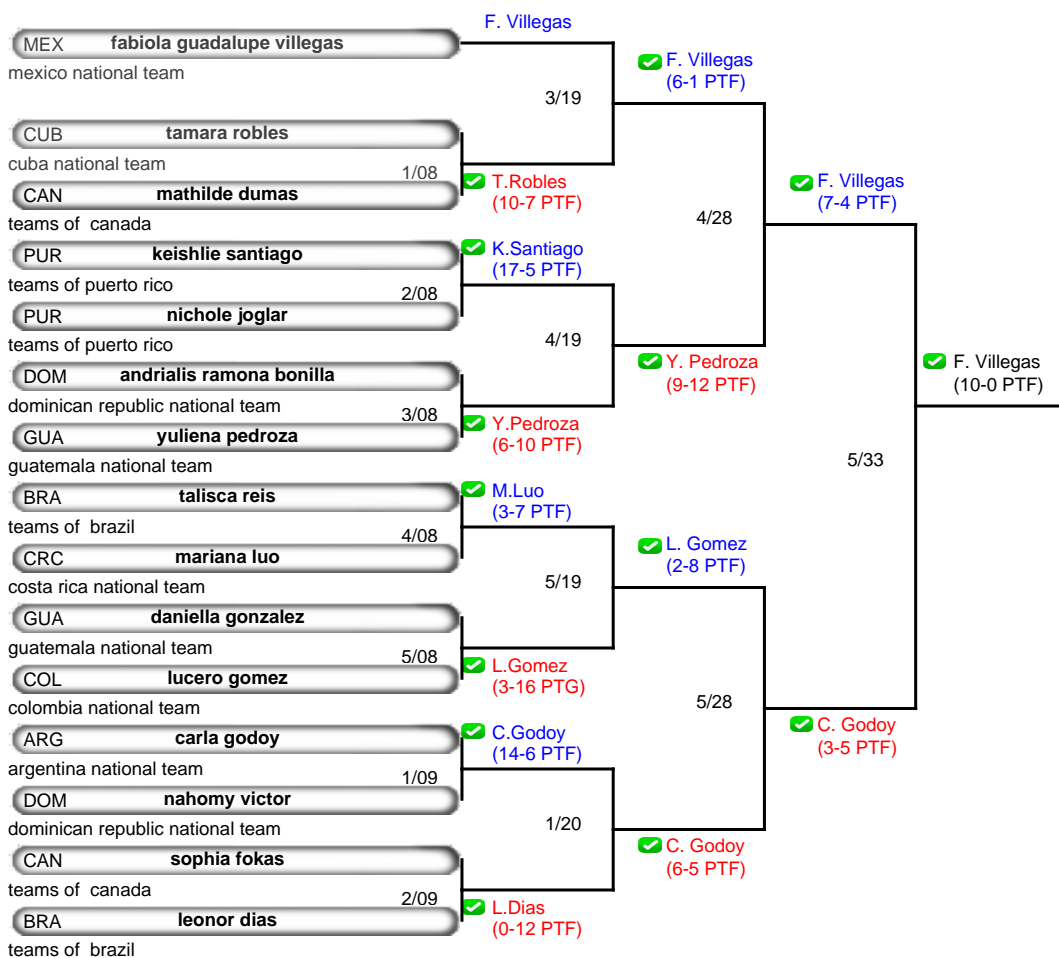 F. Villegas
MEX fabiola guadalupe villegas
mexico national team
F. Villegas
(6-1 PTF)
3/19
CUB tamara robles
cuba national team
1/08
T.Robles
(10-7 PTF)
CAN mathilde dumas
teams of canada
F. Villegas
(7-4 PTF)
4/28
PUR keishlie santiago
teams of puerto rico
K.Santiago
(17-5 PTF)
2/08
PUR nichole joglar
teams of puerto rico
4/19
Y. Pedroza
(9-12 PTF)
DOM andrialis ramona bonilla
dominican republic national team
3/08
Y.Pedroza
(6-10 PTF)
GUA yuliena pedroza
guatemala national team
F. Villegas
(10-0 PTF)
5/33
BRA talisca reis
teams of brazil
M.Luo
(3-7 PTF)
4/08
CRC mariana luo
costa rica national team
L. Gomez
(2-8 PTF)
5/19
GUA daniella gonzalez
guatemala national team
5/08
L.Gomez
(3-16 PTG)
COL lucero gomez
colombia national team
5/28
C. Godoy
(3-5 PTF)
ARG carla godoy
argentina national team
C.Godoy
(14-6 PTF)
1/09
DOM nahomy victor
dominican republic national team
1/20
C. Godoy
(6-5 PTF)
CAN sophia fokas
teams of canada
2/09
L.Dias
(0-12 PTF)
BRA leonor dias
teams of brazil